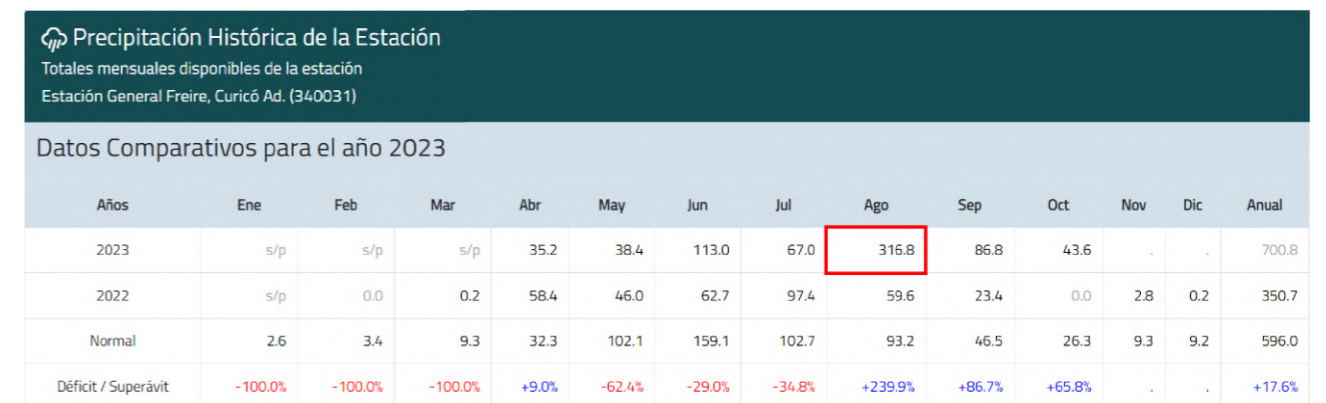 Precipitación Histórica de la Estación
Totales mensuales disponibles de la estación
Estación General Freire, Curicó Ad. (340031)
Datos Comparativos para el año 2023
Años Ene Feb Mar Abr May Jun Jul Ago Sep Oct Nov Dic Anual
2023 s/p s/p s/p 35.2 38.4 113.0 67.0 316.8 86.8 43.6 . . 700.8
2022 s/p 0.0 0.2 58.4 46.0 62.7 97.4 59.6 23.4 0.0 2.8 0.2 350.7
Normal 2.6 3.4 9.3 32.3 102.1 159.1 102.7 93.2 46.5 26.3 9.3 9.2 596.0
Déficit / Superávit -100.0% -100.0% -100.0% +9.0% -62.4% -29.0% -34.8% +239.9% +86.7% +65.8% . . +17.6%